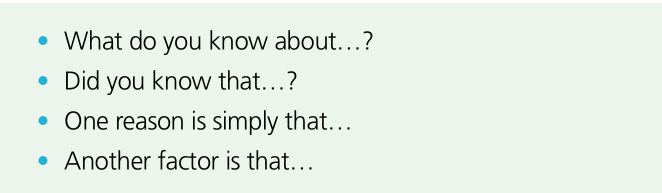 • What do you know about…?
• Did you know that…?
• One reason is simply that…
• Another factor is that…